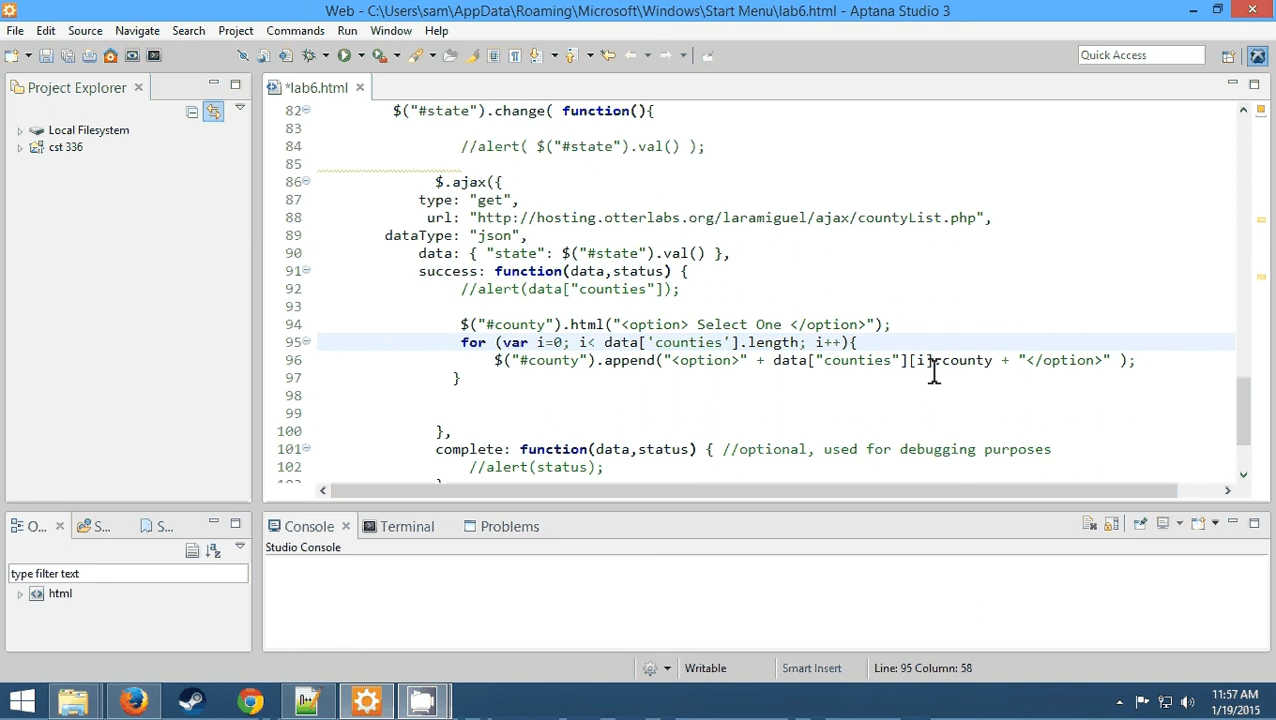 Web - C:\Users\sam\AppData\Roaming\Microsoft\Windows\Start Menu\lab6.html - Aptana Studio 3
File Edit Source Navigate Search Project Commands Run Window Help
Quick Access
Project Explorer
*lab6.html
Local Filesystem
cst 336
82 $("#state").change( function(){
83
84 //alert( $("#state").val() );
85
86 $.ajax({
87 type: "get",
88 url: "http://hosting.otterlabs.org/laramiguel/ajax/countyList.php",
89 dataType: "json",
90 data: { "state": $("#state").val() },
91 success: function(data,status) {
92 //alert(data["counties"]);
93
94 $("#county").html("<option> Select One </option>");
95 for (var i=0; i< data['counties'].length; i++){
96 $("#county").append("<option>" + data["counties"][i].county + "</option>" );
97 }
98
99
100 },
101 complete: function(data,status) { //optional, used for debugging purposes
102 //alert(status);
O... S... S...
Console Terminal Problems
Studio Console
type filter text
html
Writable Smart Insert Line: 95 Column: 58
11:57 AM
1/19/2015